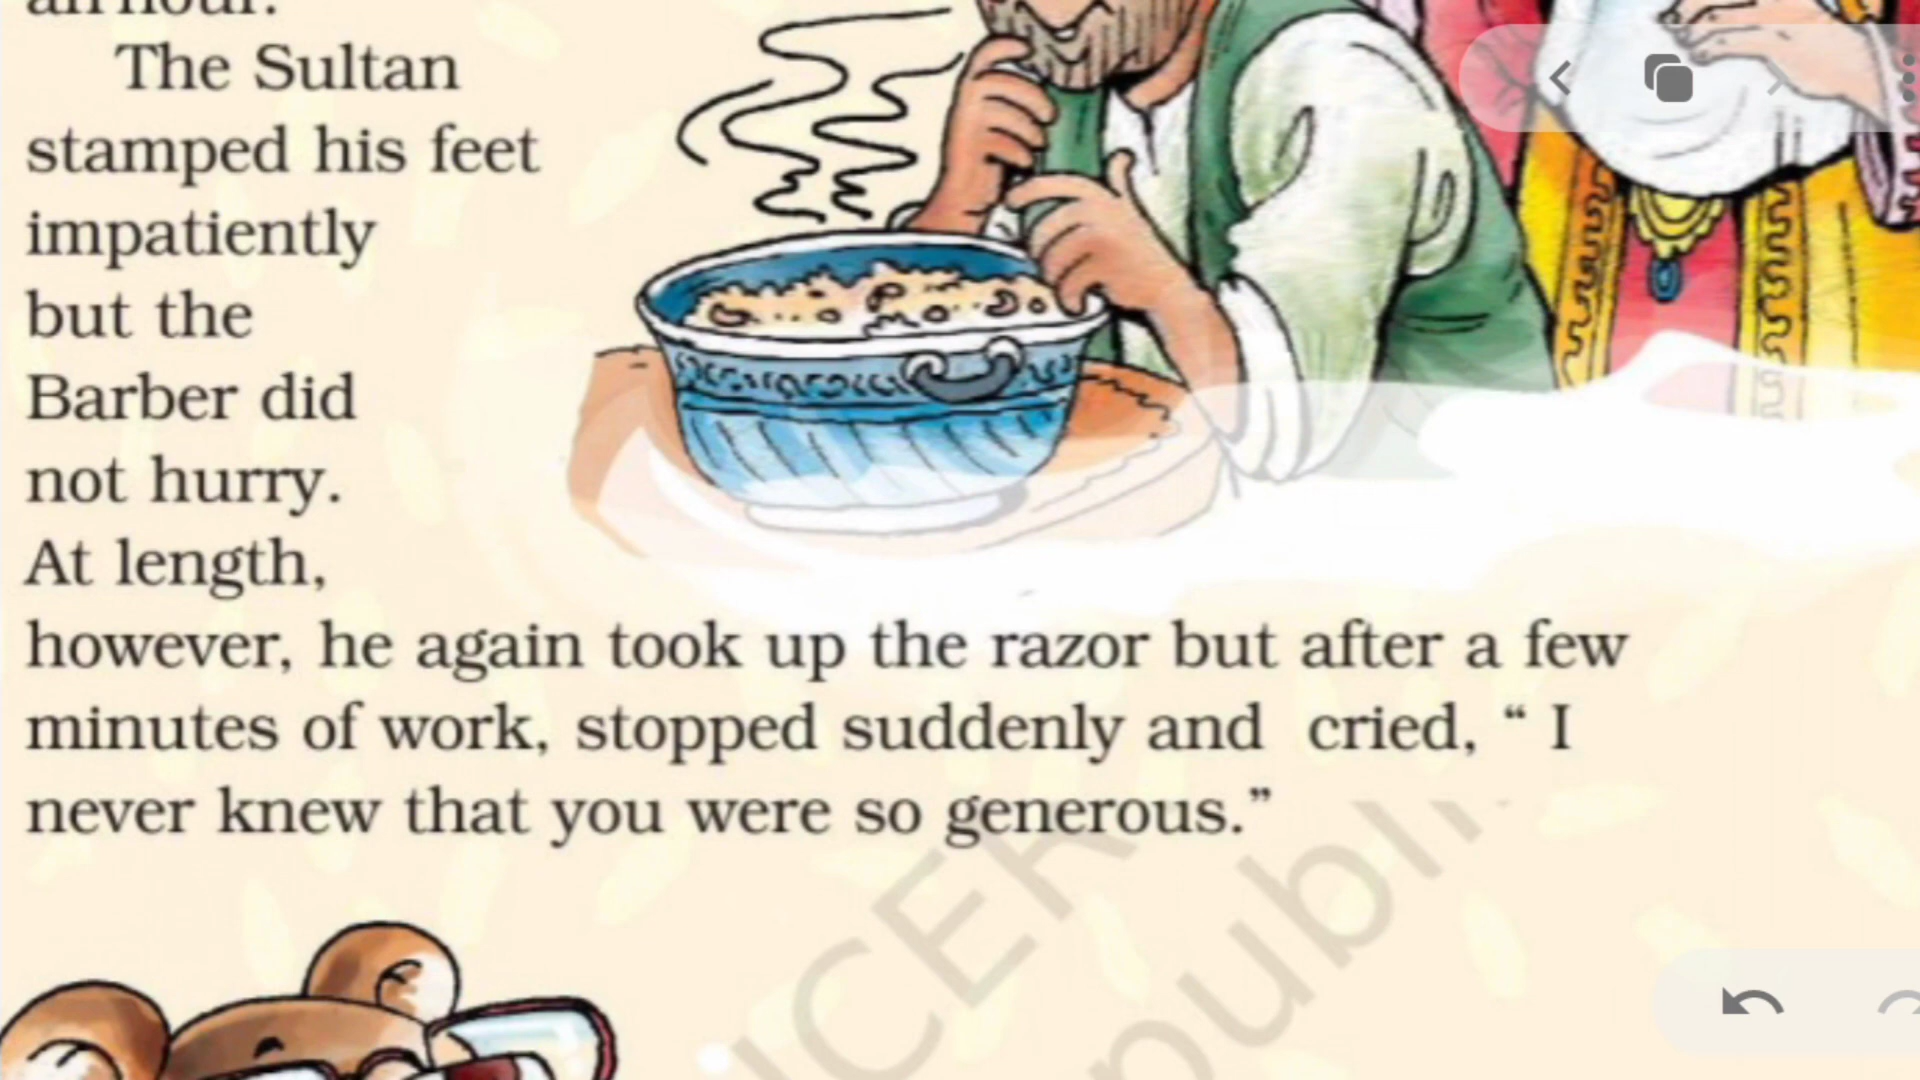 an hour.
The Sultan
stamped his feet
impatiently
but the
Barber did
not hurry.
At length,
however, he again took up the razor but after a few
minutes of work, stopped suddenly and cried, “ I
never knew that you were so generous.”